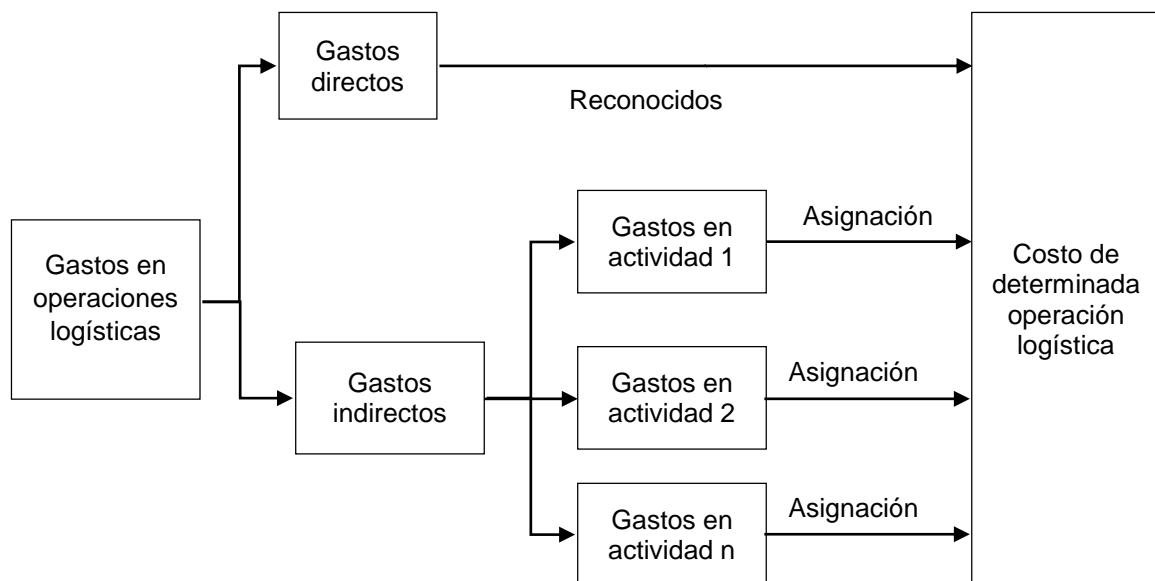 Gastos
directos
Reconocidos
Gastos en
operaciones
logísticas
Gastos
indirectos
Gastos en
actividad 1
Asignación
Gastos en
actividad 2
Asignación
Gastos en
actividad n
Asignación
Costo de
determinada
operación
logística